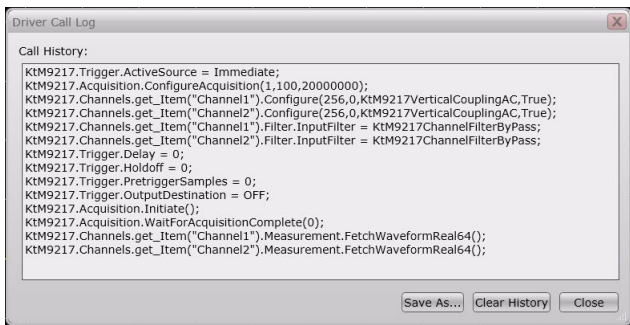 Driver Call Log
Call History:
KtM9217.Trigger.ActiveSource = Immediate;
KtM9217.Acquisition.ConfigureAcquisition(1,100,20000000);
KtM9217.Channels.get_Item("Channel1").Configure(256,0,KtM9217VerticalCouplingAC,True);
KtM9217.Channels.get_Item("Channel2").Configure(256,0,KtM9217VerticalCouplingAC,True);
KtM9217.Channels.get_Item("Channel1").Filter.InputFilter = KtM9217ChannelFilterByPass;
KtM9217.Channels.get_Item("Channel2").Filter.InputFilter = KtM9217ChannelFilterByPass;
KtM9217.Trigger.Delay = 0;
KtM9217.Trigger.Holdoff = 0;
KtM9217.Trigger.PretriggerSamples = 0;
KtM9217.Trigger.OutputDestination = OFF;
KtM9217.Acquisition.Initiate();
KtM9217.Acquisition.WaitForAcquisitionComplete(0);
KtM9217.Channels.get_Item("Channel1").Measurement.FetchWaveformReal64();
KtM9217.Channels.get_Item("Channel2").Measurement.FetchWaveformReal64();
Save As... Clear History Close